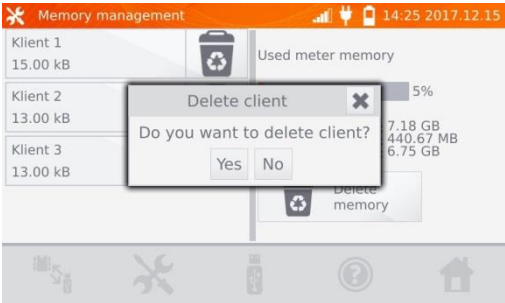 Memory management
14:25 2017.12.15
Klient 1
15.00 kB
Klient 2
13.00 kB
Klient 3
13.00 kB
Used meter memory
5%
7.18 GB
440.67 MB
6.75 GB
Delete
memory
Delete client
Do you want to delete client?
Yes No